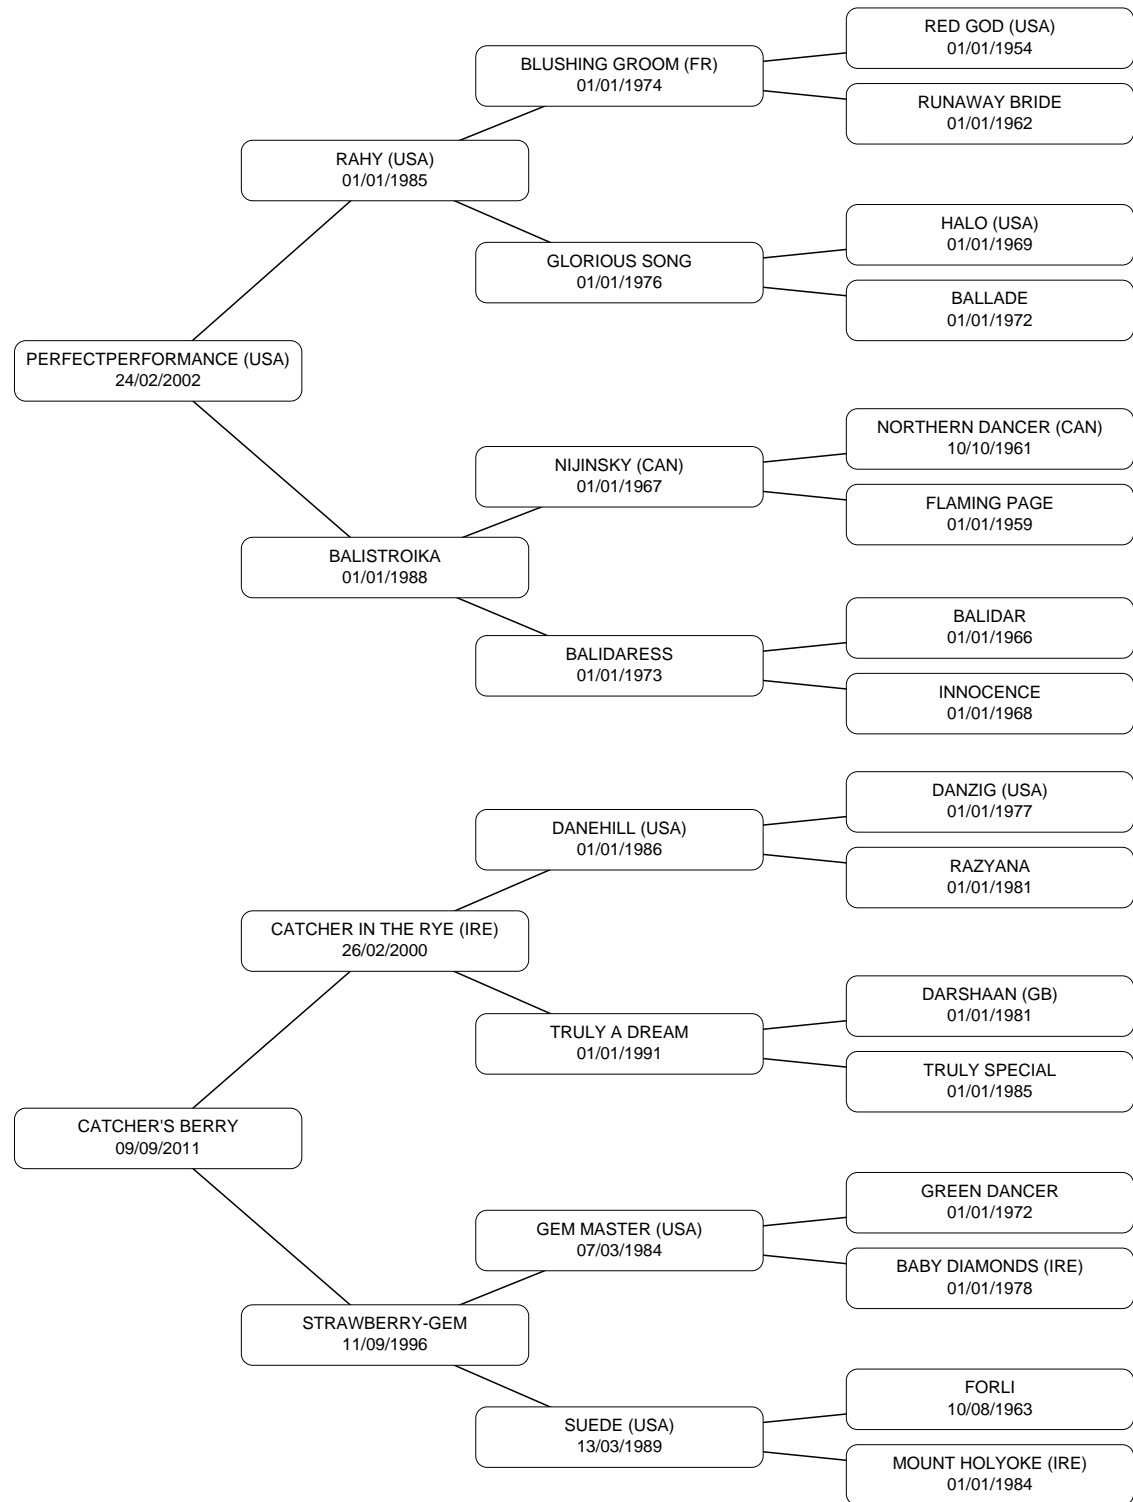 RED GOD (USA)
01/01/1954
BLUSHING GROOM (FR)
01/01/1974
RUNAWAY BRIDE
01/01/1962
RAHY (USA)
01/01/1985
HALO (USA)
01/01/1969
GLORIOUS SONG
01/01/1976
BALLADE
01/01/1972
PERFECTPERFORMANCE (USA)
24/02/2002
NORTHERN DANCER (CAN)
10/10/1961
NIJINSKY (CAN)
01/01/1967
FLAMING PAGE
01/01/1959
BALISTROIKA
01/01/1988
BALIDAR
01/01/1966
BALIDARESS
01/01/1973
INNOCENCE
01/01/1968
DANZIG (USA)
01/01/1977
DANEHILL (USA)
01/01/1986
RAZYANA
01/01/1981
CATCHER IN THE RYE (IRE)
26/02/2000
DARSHAAN (GB)
01/01/1981
TRULY A DREAM
01/01/1991
TRULY SPECIAL
01/01/1985
CATCHER'S BERRY
09/09/2011
GREEN DANCER
01/01/1972
GEM MASTER (USA)
07/03/1984
BABY DIAMONDS (IRE)
01/01/1978
STRAWBERRY-GEM
11/09/1996
FORLI
10/08/1963
SUEDE (USA)
13/03/1989
MOUNT HOLYOKE (IRE)
01/01/1984